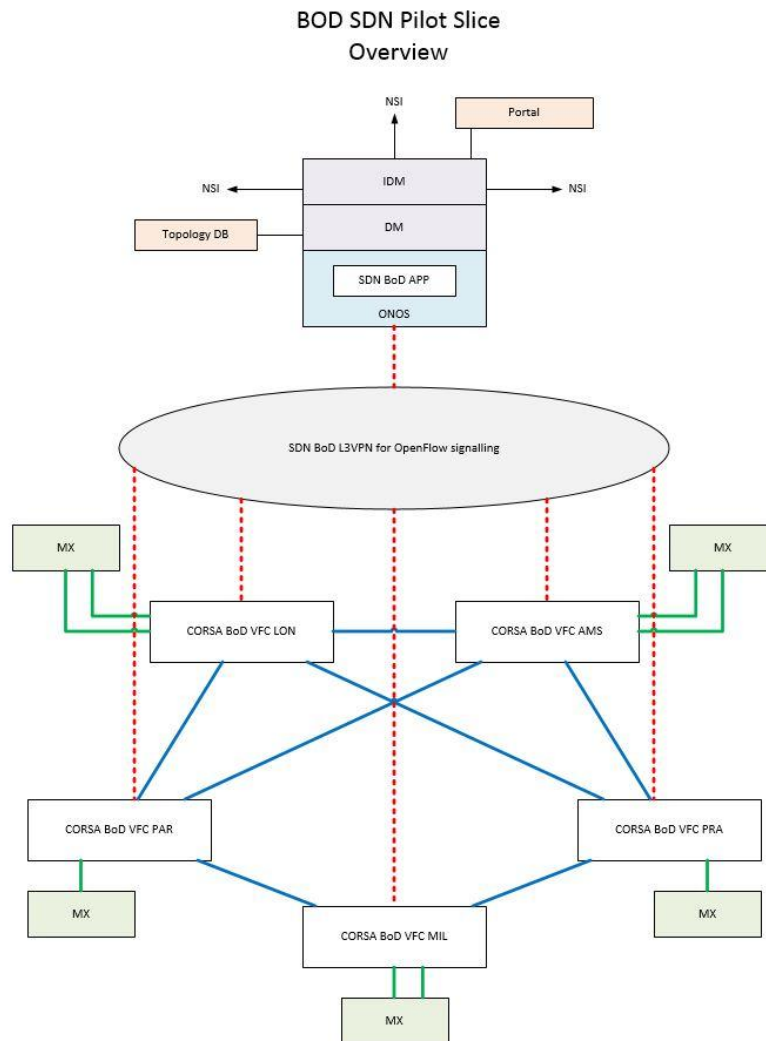 BOD SDN Pilot Slice
Overview
NSI
Portal
NSI
IDM
NSI
Topology DB
DM
SDN BoD APP
ONOS
SDN BoD L3VPN for OpenFlow signalling
MX
MX
CORSA BoD VFC LON
CORSA BoD VFC AMS
CORSA BoD VFC PAR
CORSA BoD VFC PRA
MX
MX
CORSA BoD VFC MIL
MX